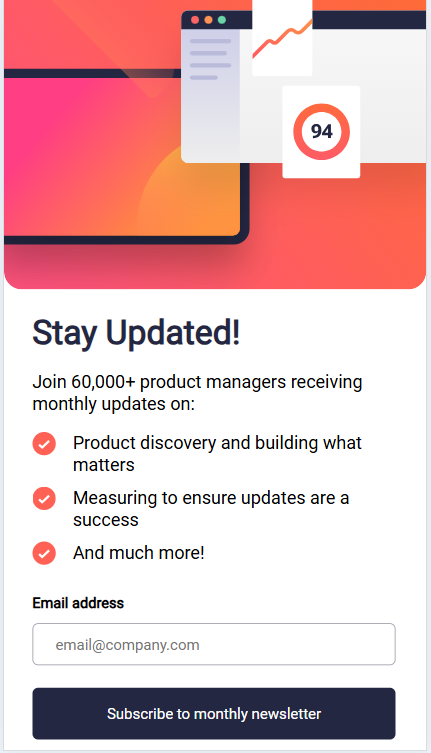 94
Stay Updated!
Join 60,000+ product managers receiving
monthly updates on:
Product discovery and building what
matters
Measuring to ensure updates are a
success
And much more!
Email address
email@company.com
Subscribe to monthly newsletter